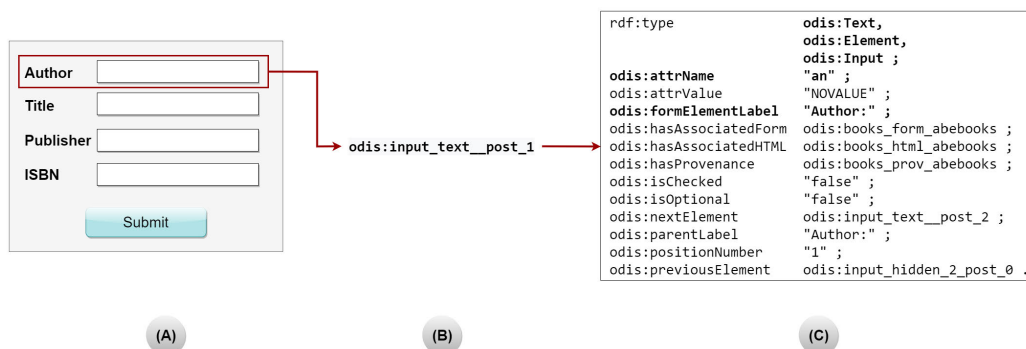 Author
Title
Publisher
ISBN
Submit
(A)
odis:input_text__post_1
(B)
rdf:type odis:Text,
odis:Element,
odis:Input ;
odis:attrName "an" ;
odis:attrValue "NOVALUE" ;
odis:formElementLabel "Author:" ;
odis:hasAssociatedForm odis:books_form_abebooks ;
odis:hasAssociatedHTML odis:books_html_abebooks ;
odis:hasProvenance odis:books_prov_abebooks ;
odis:isChecked "false" ;
odis:isOptional "false" ;
odis:nextElement odis:input_text__post_2 ;
odis:parentLabel "Author:" ;
odis:positionNumber "1" ;
odis:previousElement odis:input_hidden_2_post_0 .
(C)